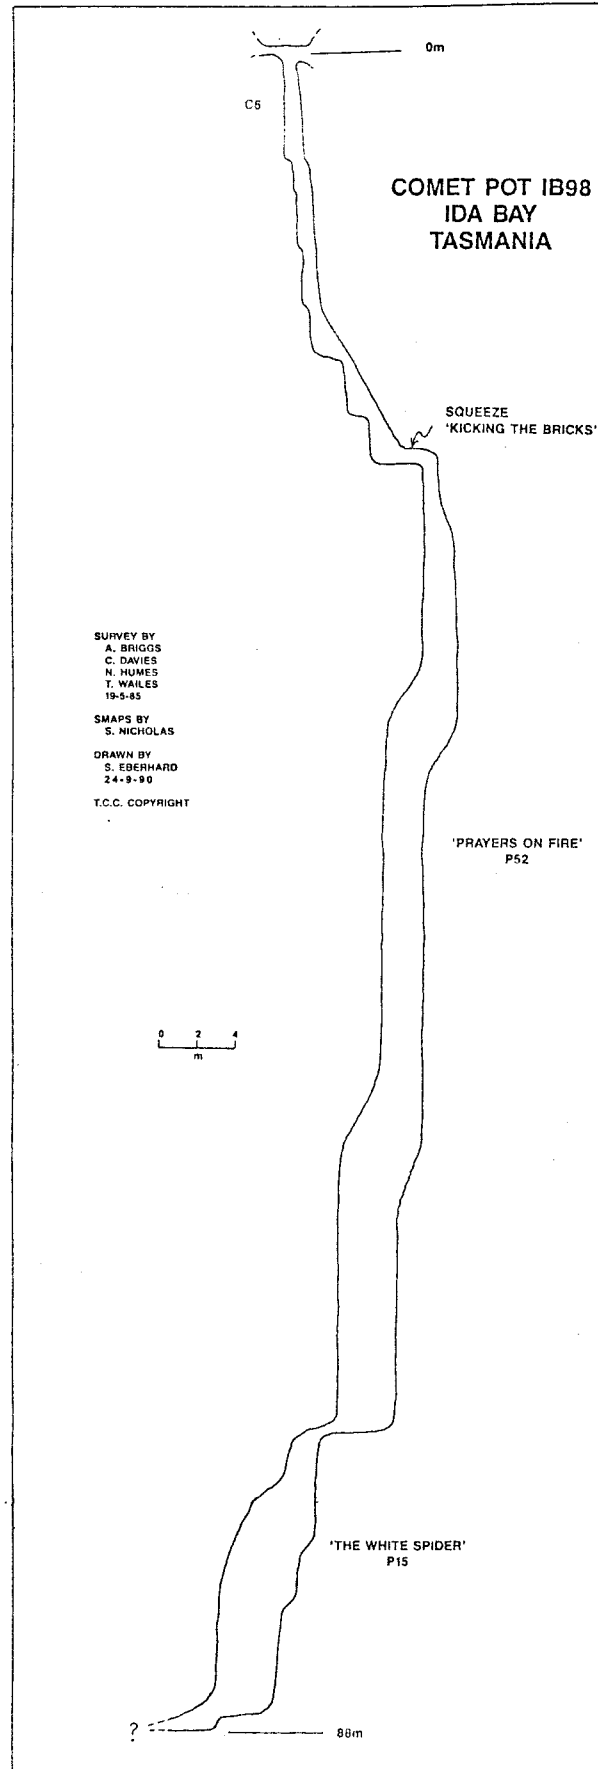 0m
C5
COMET POT IB98
IDA BAY
TASMANIA
SQUEEZE
'KICKING THE BRICKS'
SURVEY BY
A. BRIGGS
C. DAVIES
N. HUMES
T. WAILES
19-5-85
SMAPS BY
S. NICHOLAS
DRAWN BY
S. EBERHARD
24-9-90
T.C.C. COPYRIGHT
'PRAYERS ON FIRE'
P52
0 2 4
m
'THE WHITE SPIDER'
P15
?
88m